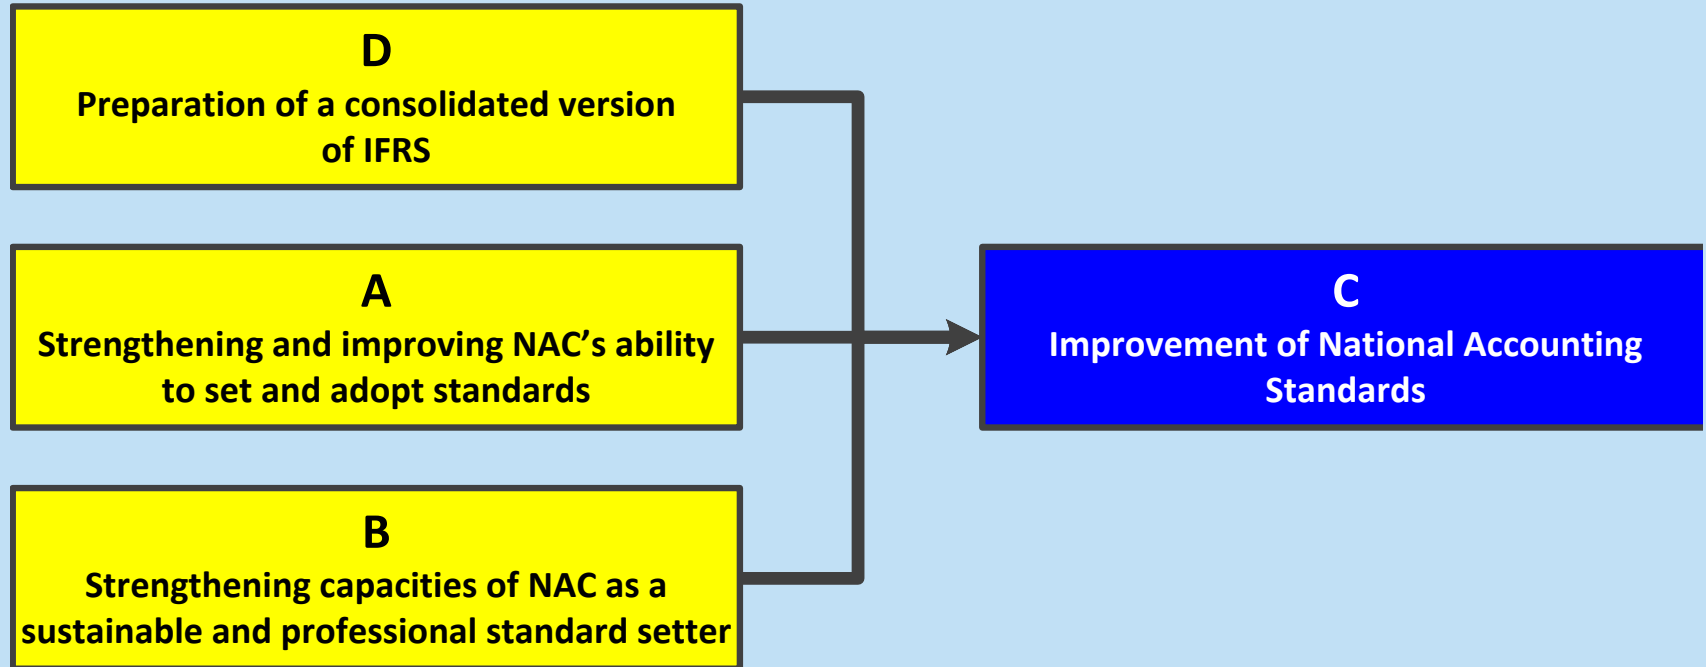 D
Preparation of a consolidated version
of IFRS
A
Strengthening and improving NAC’s ability
to set and adopt standards
B
Strengthening capacities of NAC as a
sustainable and professional standard setter
C
Improvement of National Accounting
Standards